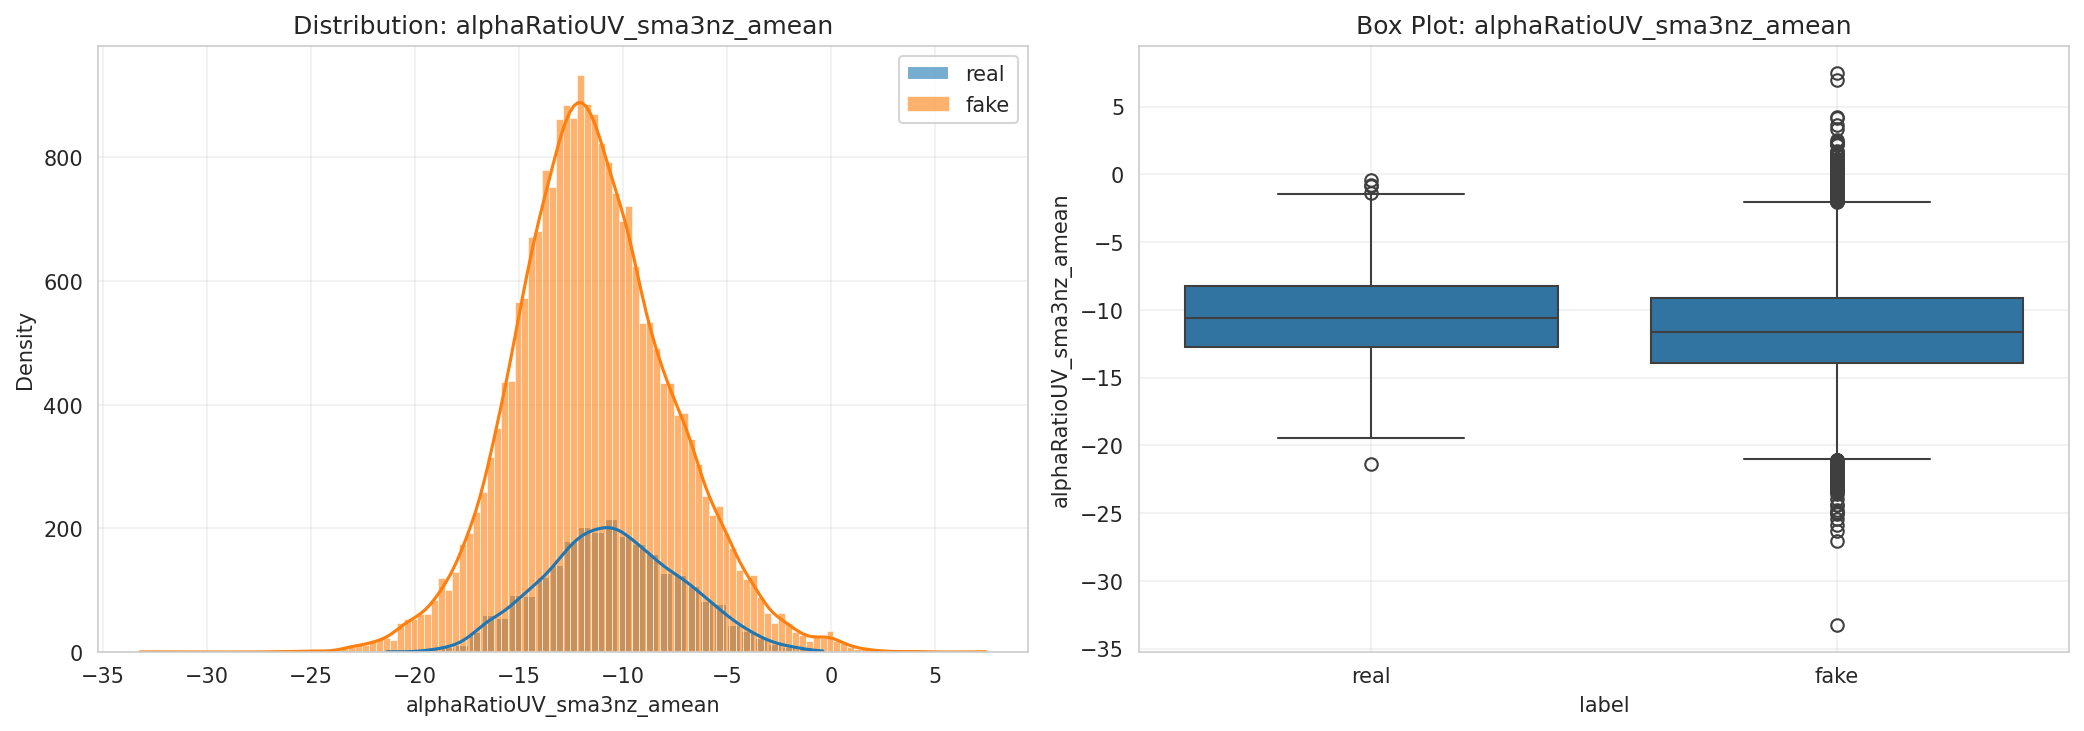 Distribution: alphaRatioUV_sma3nz_amean
real
fake
Density
800
600
400
200
0
−35 −30 −25 −20 −15 −10 −5 0 5
alphaRatioUV_sma3nz_amean
Box Plot: alphaRatioUV_sma3nz_amean
alphaRatioUV_sma3nz_amean
5
0
−5
−10
−15
−20
−25
−30
−35
real fake
label